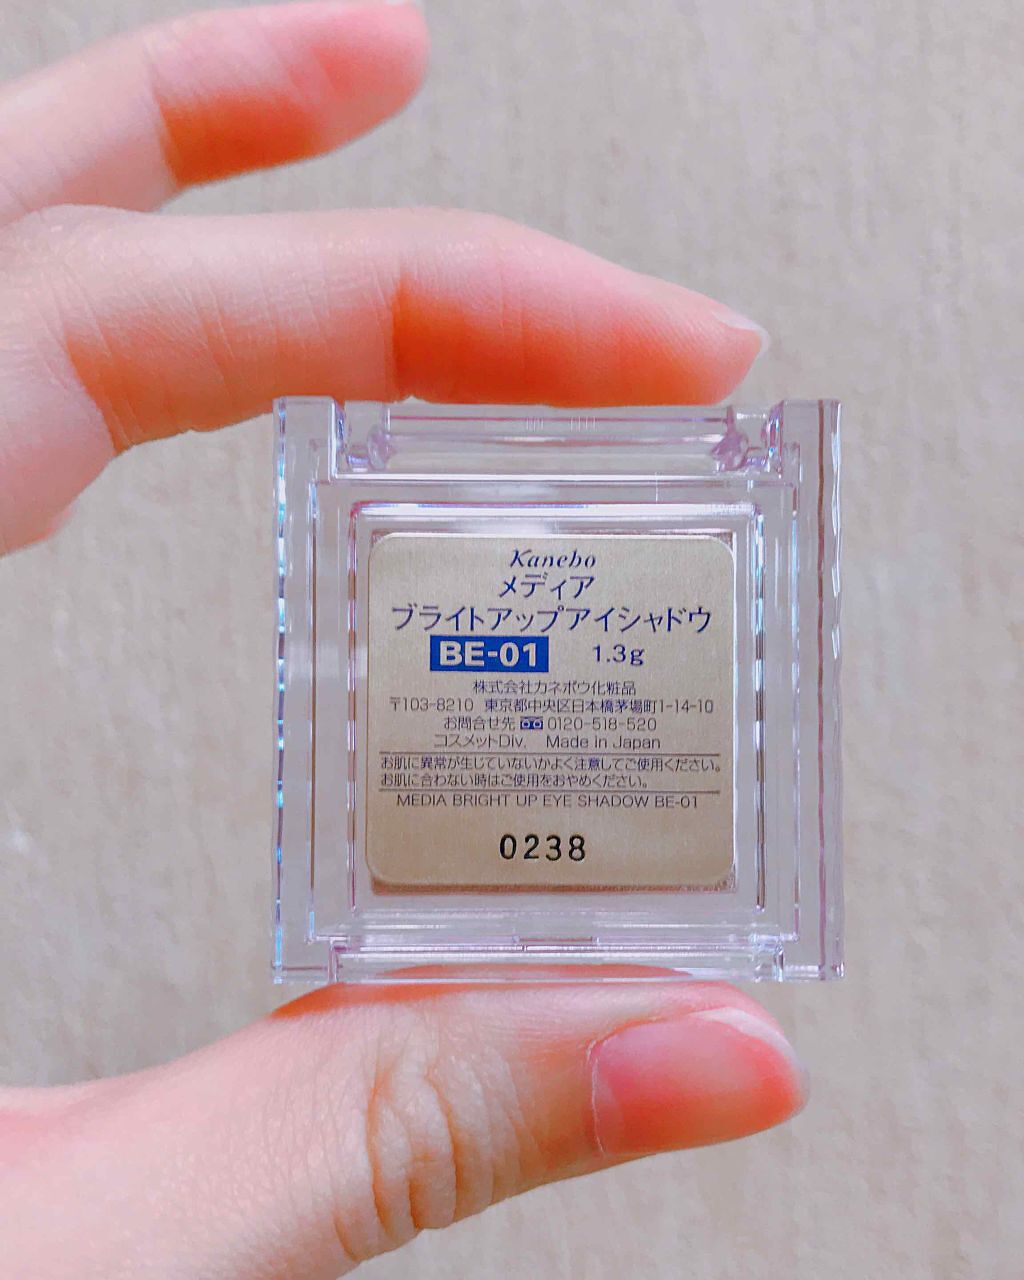 Kanebo
メディア
ブライトアップアイシャドウ
BE-01 1.3g
株式会社カネボウ化粧品
〒103-8210 東京都中央区日本橋茅場町1-14-10
お問合せ先 0120-518-520
コスメットDiv. Made in Japan
お肌に異常が生じていないかよく注意してご使用ください。
お肌に合わない時はご使用をおやめください。
MEDIA BRIGHT UP EYE SHADOW BE-01
0238